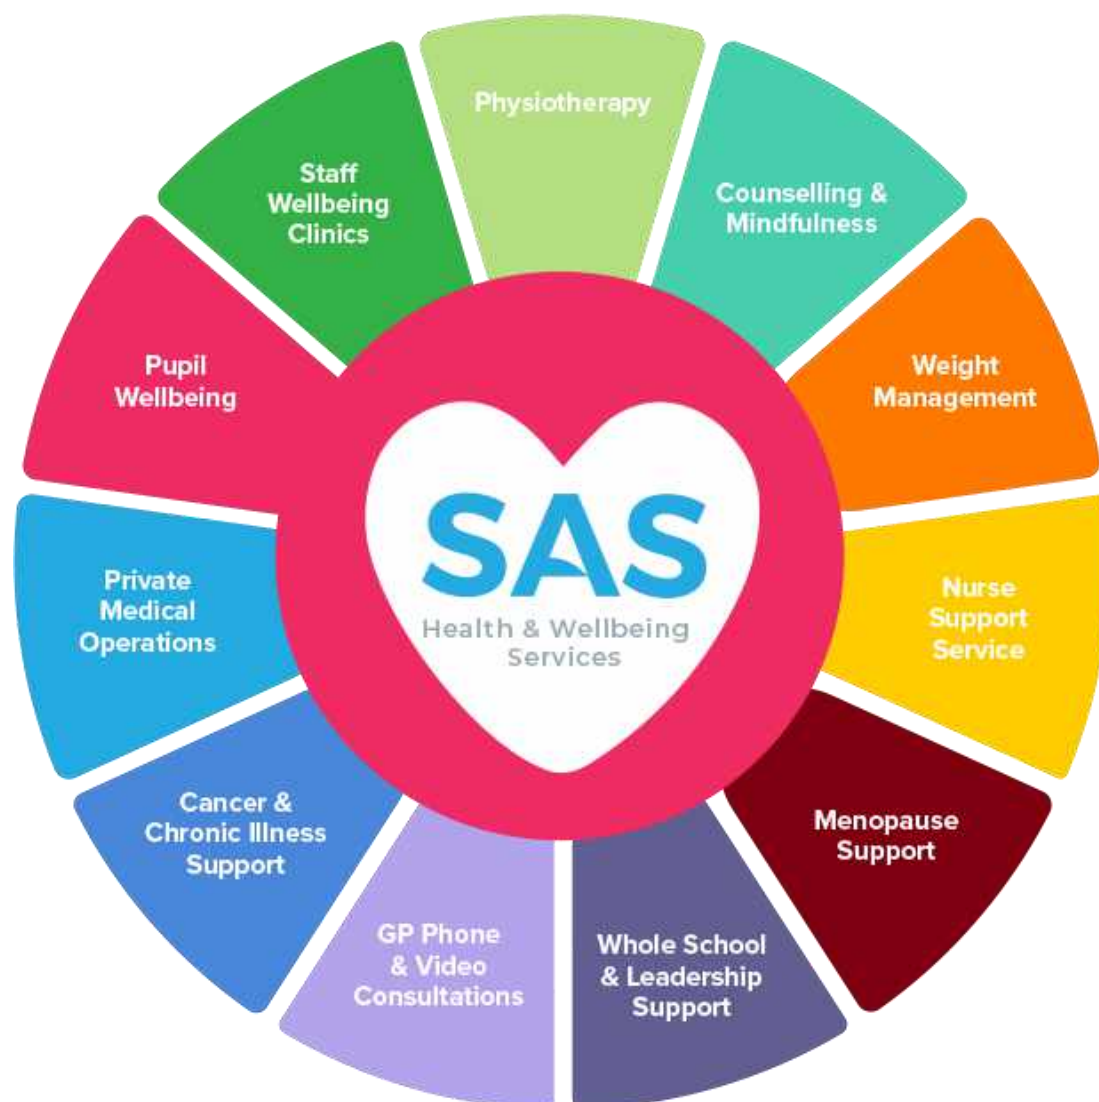 Physiotherapy
Counselling &
Mindfulness
Weight
Management
Nurse
Support
Service
Menopause
Support
Whole School
& Leadership
Support
GP Phone
& Video
Consultations
Cancer &
Chronic Illness
Support
Private
Medical
Operations
Pupil
Wellbeing
Staff
Wellbeing
Clinics
SAS
Health & Wellbeing
Services